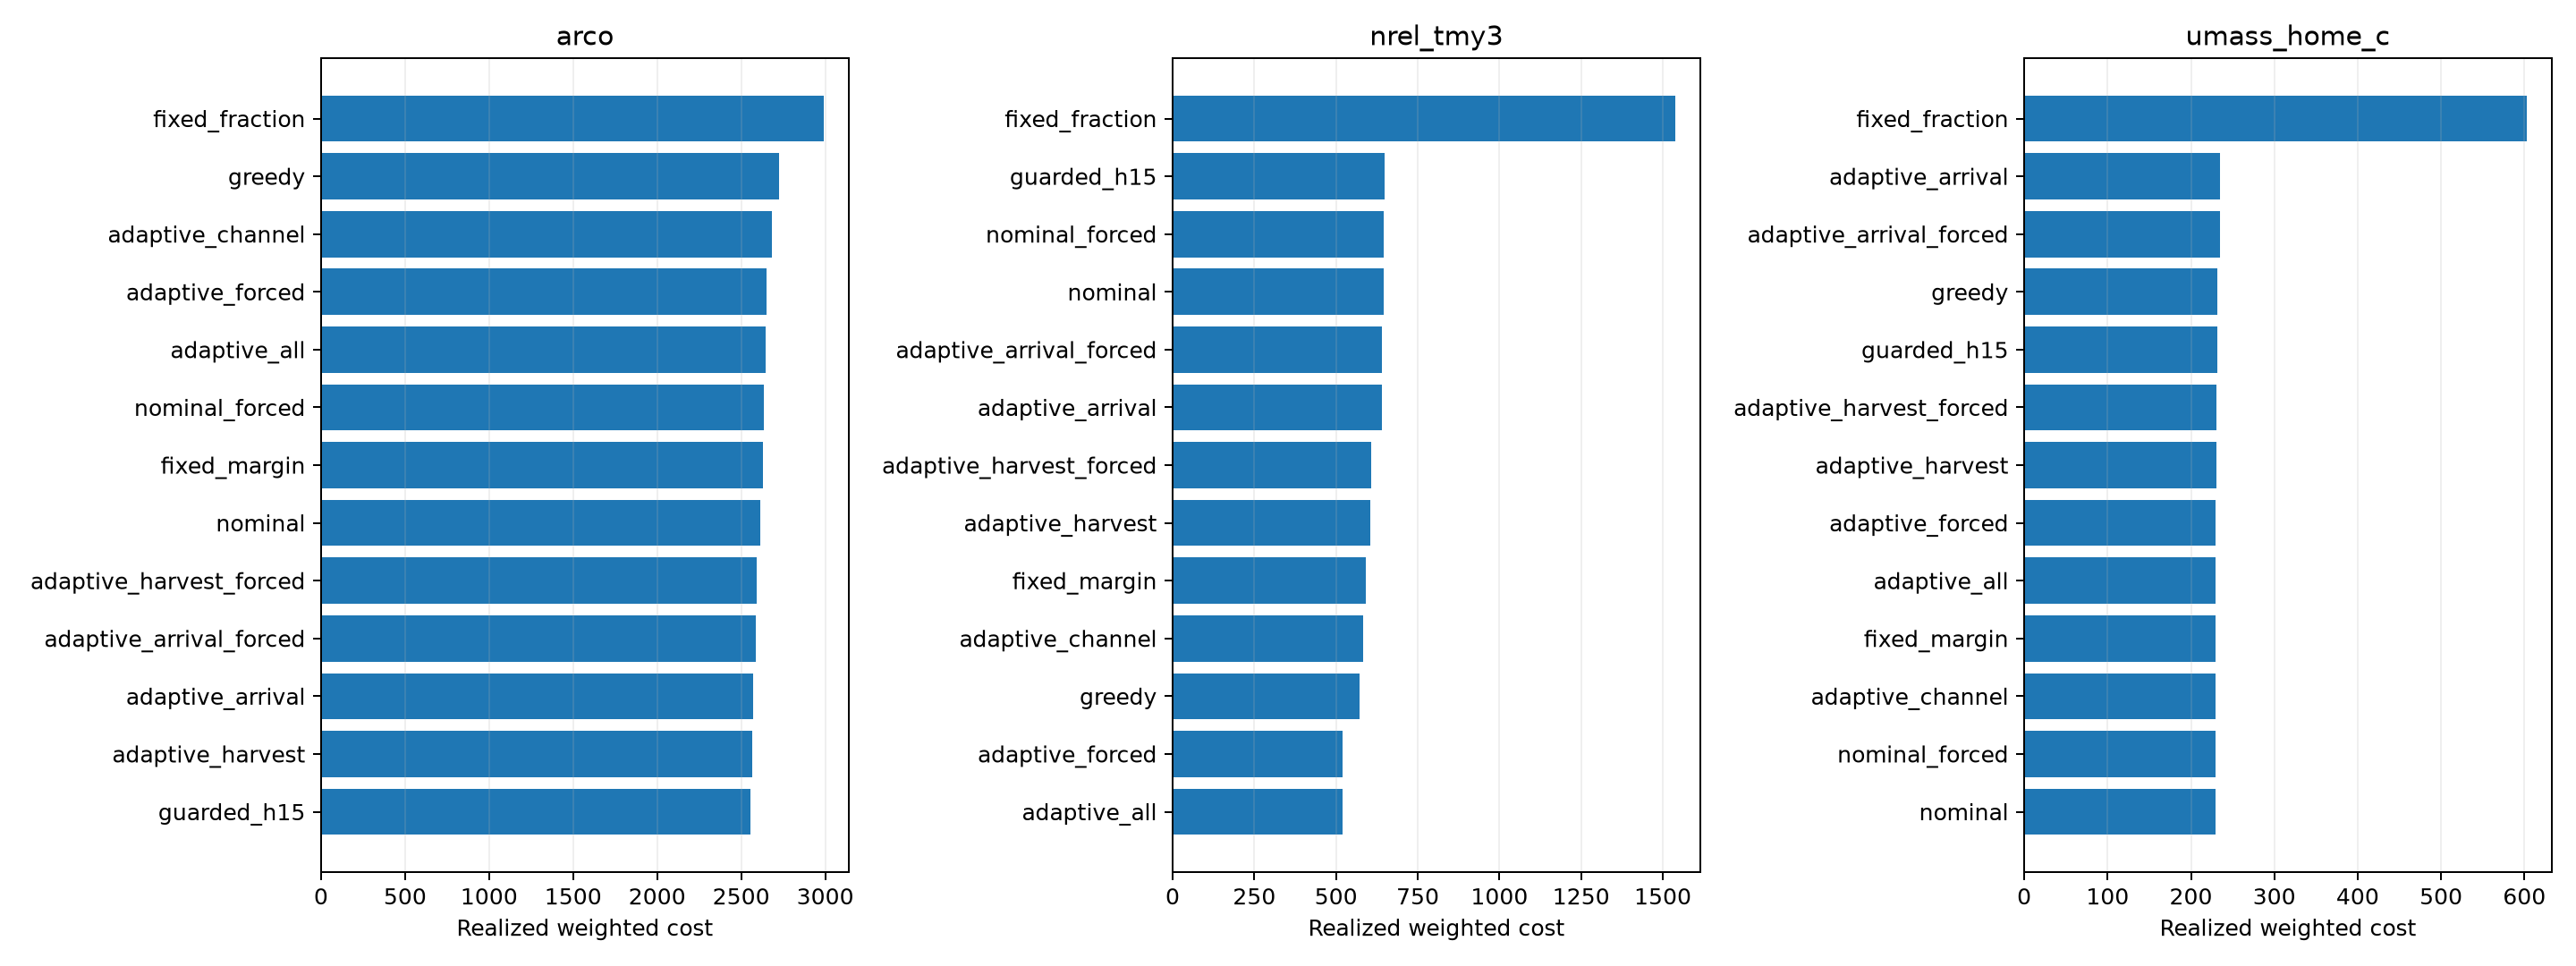 arco
fixed_fraction
greedy
adaptive_channel
adaptive_forced
adaptive_all
nominal_forced
fixed_margin
nominal
adaptive_harvest_forced
adaptive_arrival_forced
adaptive_arrival
adaptive_harvest
guarded_h15
0 500 1000 1500 2000 2500 3000
Realized weighted cost
nrel_tmy3
fixed_fraction
guarded_h15
nominal_forced
nominal
adaptive_arrival_forced
adaptive_arrival
adaptive_harvest_forced
adaptive_harvest
fixed_margin
adaptive_channel
greedy
adaptive_forced
adaptive_all
0 250 500 750 1000 1250 1500
Realized weighted cost
umass_home_c
fixed_fraction
adaptive_arrival
adaptive_arrival_forced
greedy
guarded_h15
adaptive_harvest_forced
adaptive_harvest
adaptive_forced
adaptive_all
fixed_margin
adaptive_channel
nominal_forced
nominal
0 100 200 300 400 500 600
Realized weighted cost